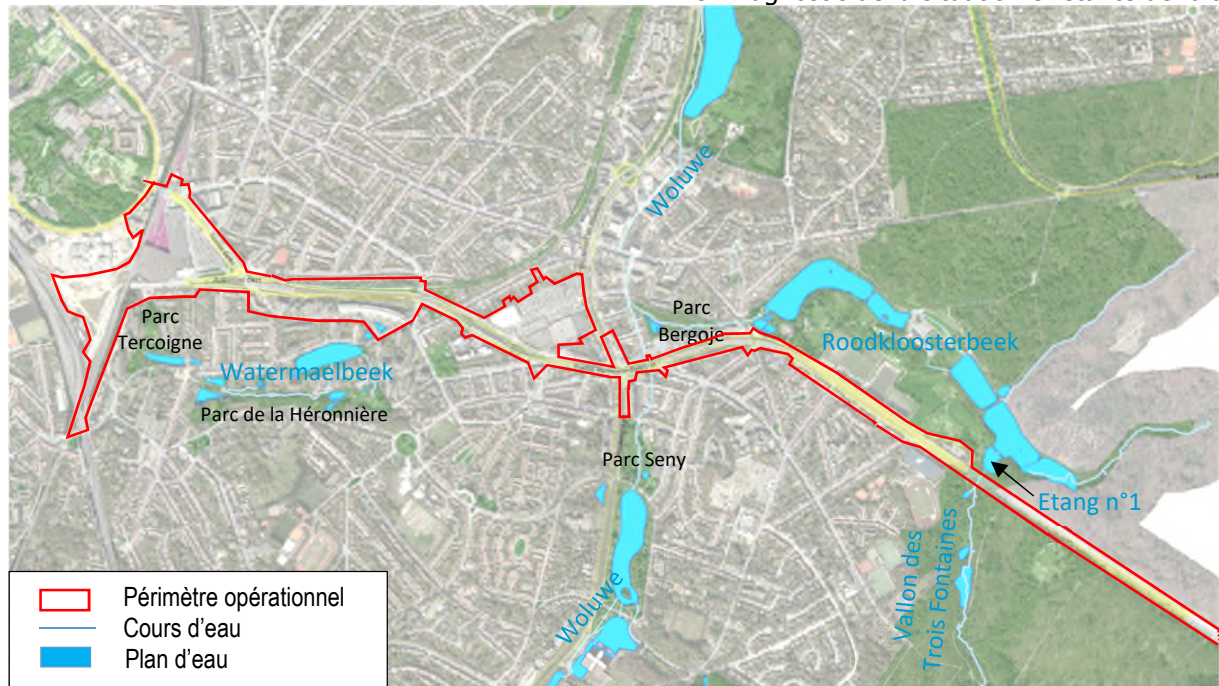 Woluwe
Parc
Tercoigne
Parc
Bergoje
Roodkloosterbeek
Watermaelbeek
Parc de la Héronnière
Parc Seny
Etang n°1
Vallon des
Trois Fontaines
Woluwe
Périmètre opérationnel
Cours d'eau
Plan d'eau